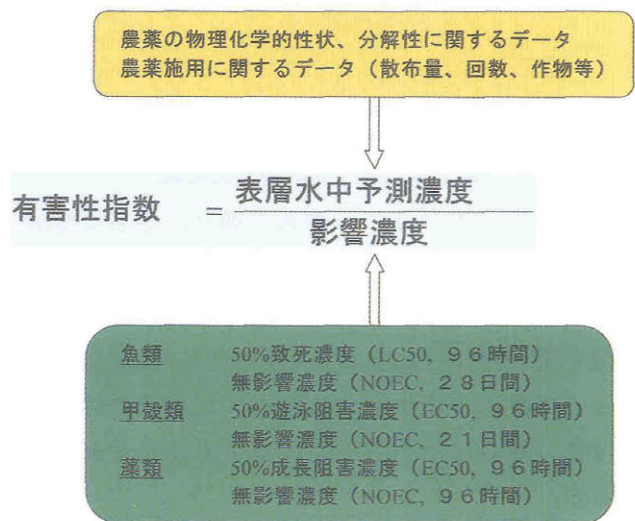 農薬の物理化学的性状、分解性に関するデータ
農薬施用に関するデータ（散布量、回数、作物等）
有害性指数 = 表層水中予測濃度
影響濃度
魚類 50%致死濃度（LC50，９６時間）
無影響濃度（NOEC，２８日間）
甲殻類 50%遊泳阻害濃度（EC50，９６時間）
無影響濃度（NOEC，２１日間）
藻類 50%成長阻害濃度（EC50，９６時間）
無影響濃度（NOEC，９６時間）